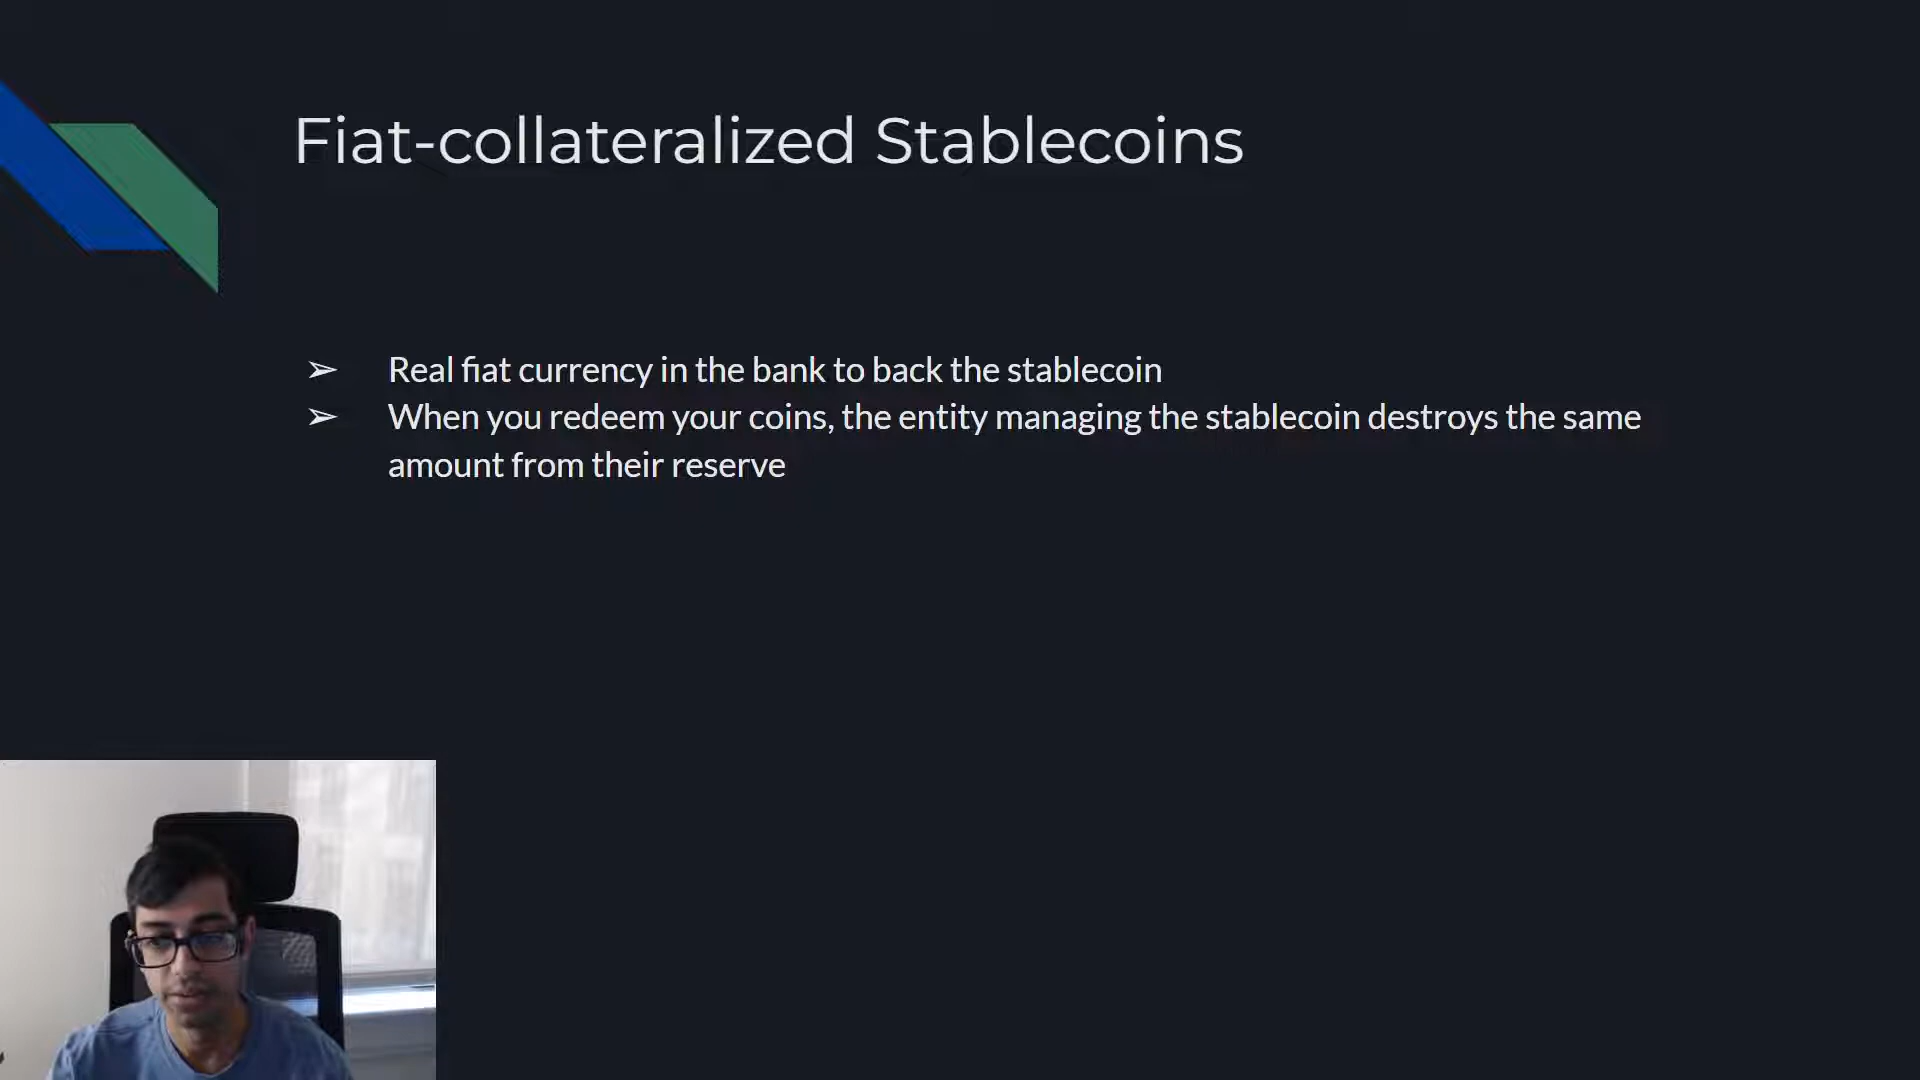 Fiat-collateralized Stablecoins
➢ Real fiat currency in the bank to back the stablecoin
➢ When you redeem your coins, the entity managing the stablecoin destroys the same
amount from their reserve